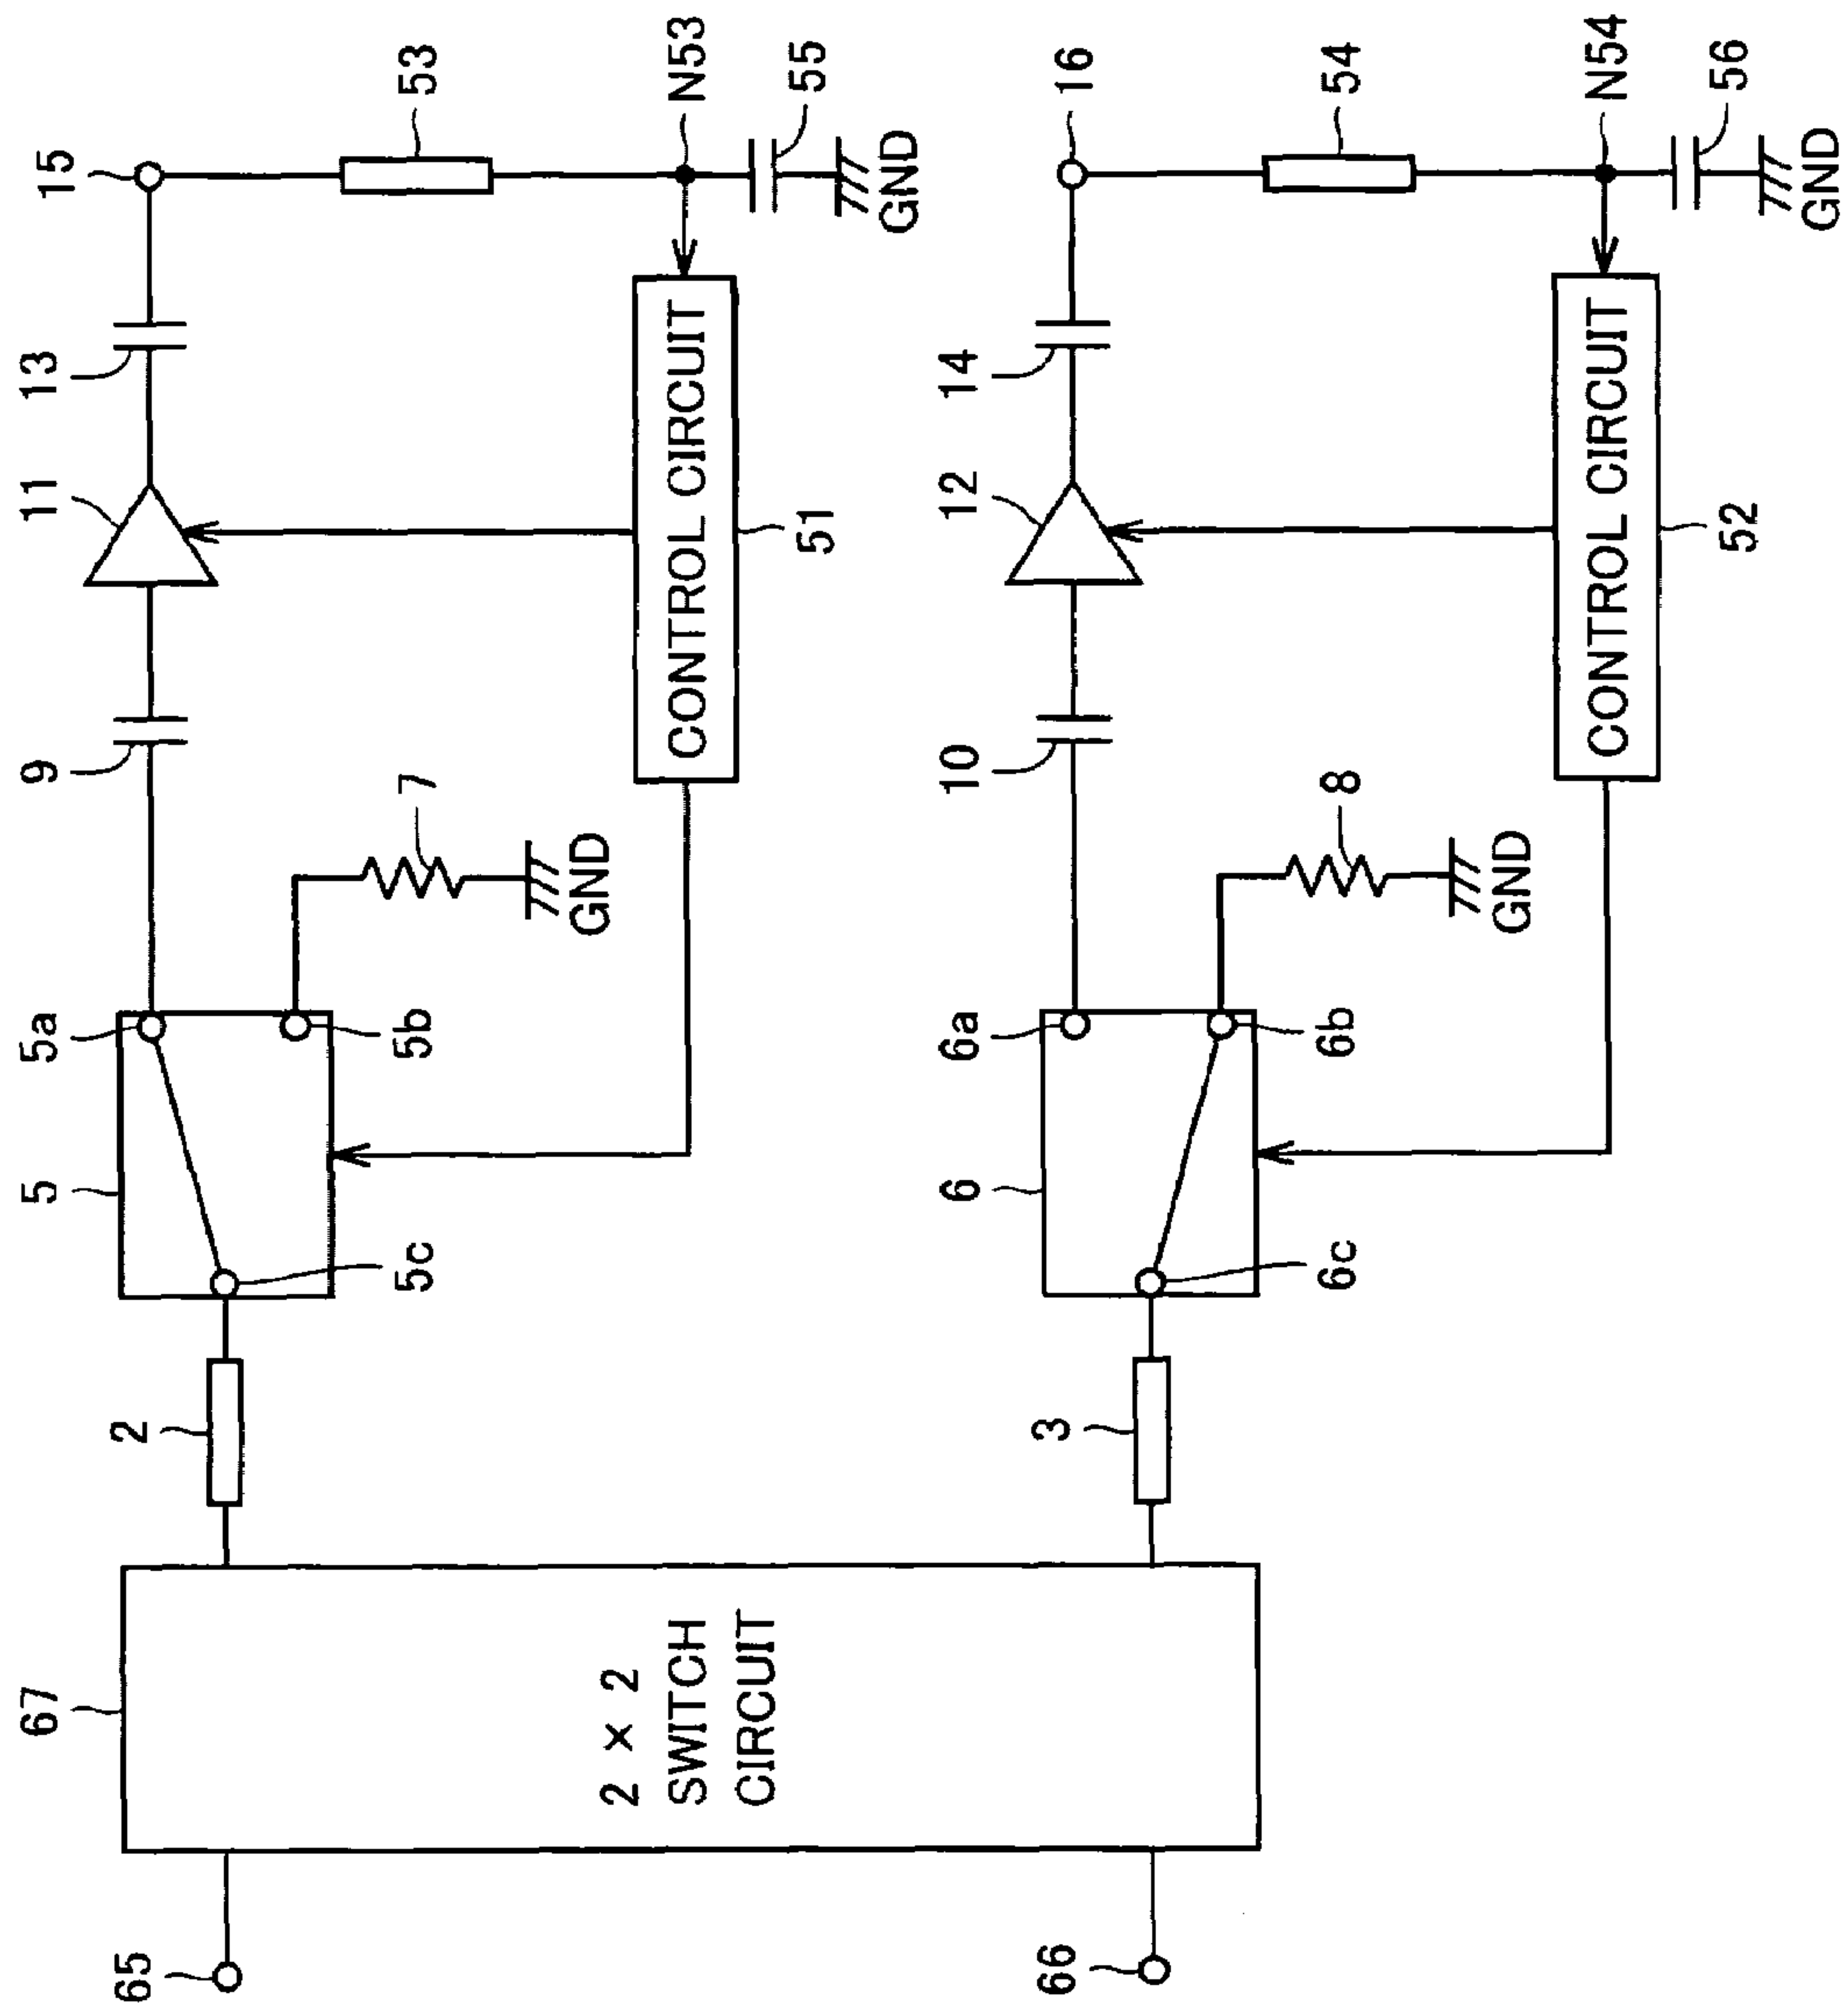 65
66
67
2 × 2
SWITCH
CIRCUIT
2
3
5
5c
5a
5b
6
6c
6a
6b
7
GND
8
GND
9
10
11
12
13
14
CONTROL CIRCUIT
51
CONTROL CIRCUIT
52
15
53
N53
55
GND
16
54
N54
56
GND